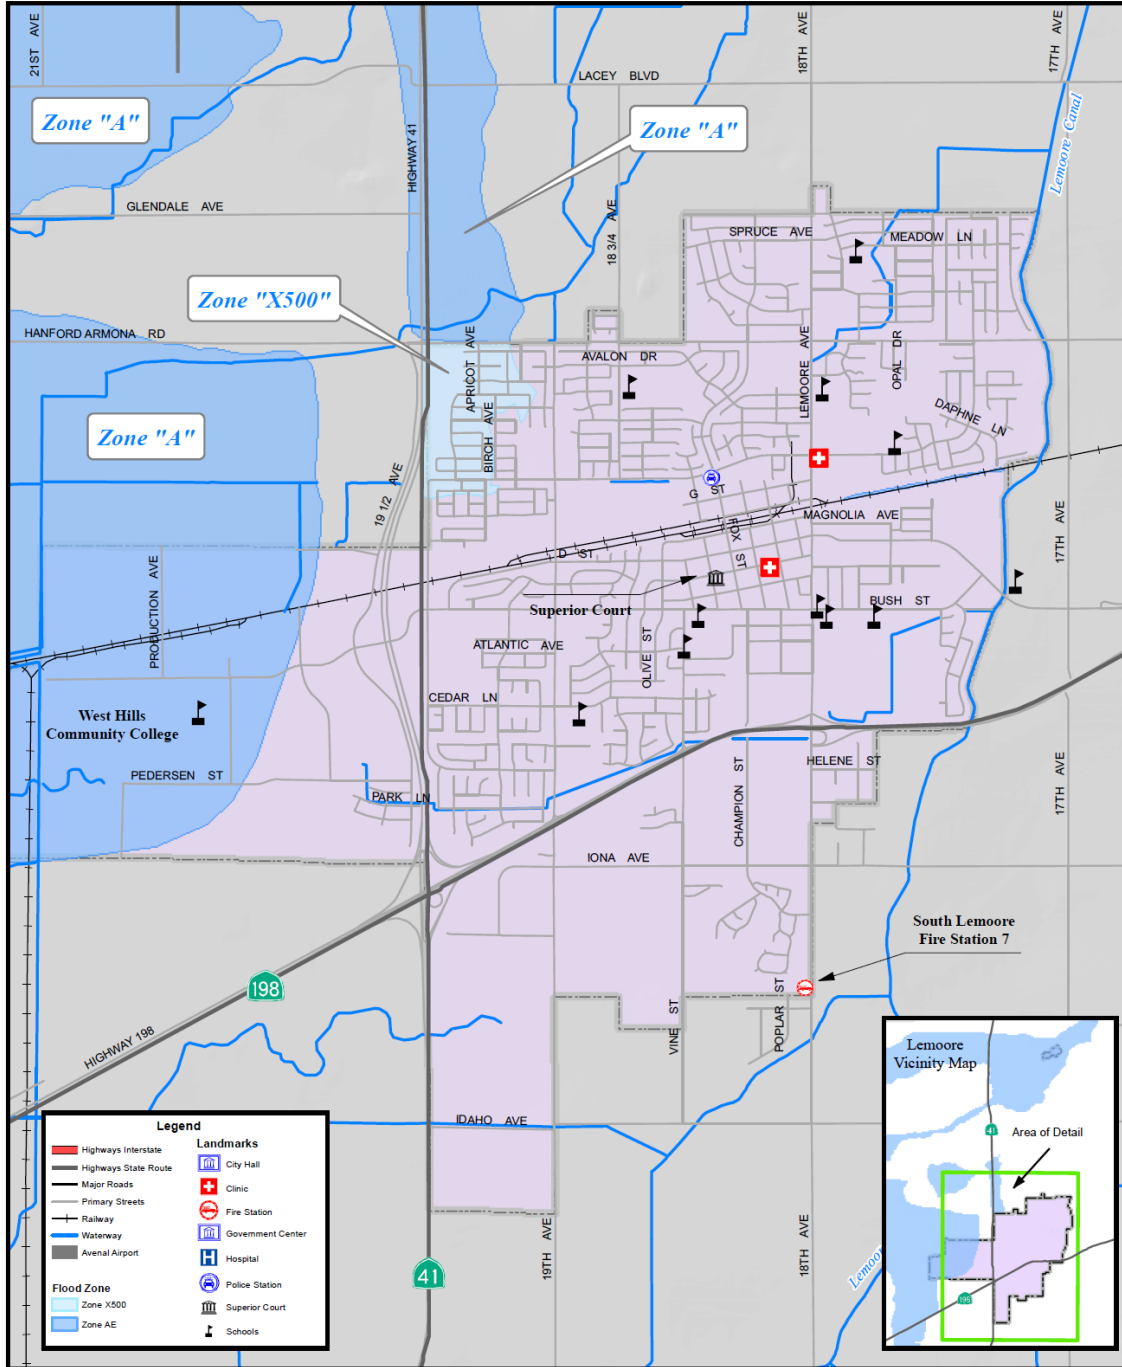 21ST AVE
18TH AVE
17TH AVE
LACEY BLVD
Zone "A"
Zone "A"
HIGHWAY 41
Lemoore Canal
GLENDALE AVE
18 3/4 AVE
SPRUCE AVE
MEADOW LN
Zone "X500"
HANFORD ARMONA RD
APRICOT AVE
AVALON DR
LEMOORE AVE
OPAL DR
BIRCH AVE
DAPHNE LN
Zone "A"
19 1/2 AVE
G ST
FOX ST
MAGNOLIA AVE
17TH AVE
D ST
PRODUCTION AVE
Superior Court
BUSH ST
ATLANTIC AVE
OLIVE ST
CEDAR LN
West Hills
Community College
PEDERSEN ST
PARK LN
CHAMPION ST
HELENE ST
17TH AVE
IONA AVE
South Lemoore
Fire Station 7
198
HIGHWAY 198
VINE ST
POPLAR ST
IDAHO AVE
19TH AVE
18TH AVE
41
Lemoor
Legend
Highways Interstate
Highways State Route
Major Roads
Primary Streets
Railway
Waterway
Avenal Airport
Flood Zone
Zone X500
Zone AE
Landmarks
City Hall
Clinic
Fire Station
Government Center
H
Hospital
Police Station
Superior Court
Schools
Lemoore
Vicinity Map
41
Area of Detail
198